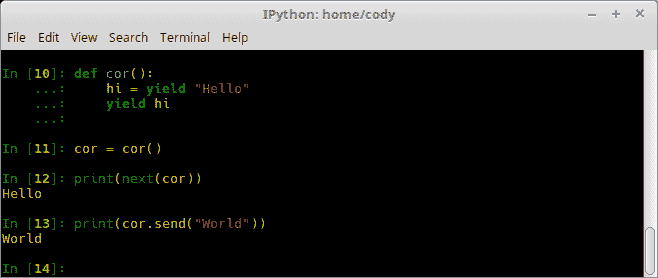 IPython: home/cody
File Edit View Search Terminal Help
In [10]: def cor():
   ...:     hi = yield "Hello"
   ...:     yield hi
   ...:
In [11]: cor = cor()
In [12]: print(next(cor))
Hello
In [13]: print(cor.send("World"))
World
In [14]: